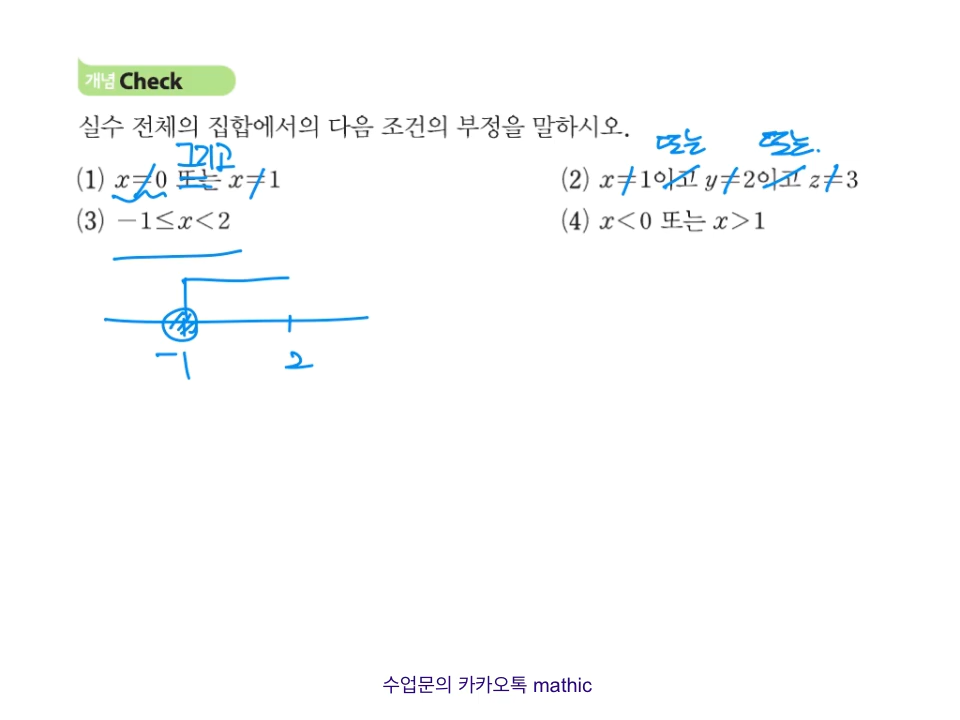 개념 Check
실수 전체의 집합에서의 다음 조건의 부정을 말하시오.
그리고
또는 또는.
(1) x=0 또는 x=1
(2) x=1이고 y=2이고 z=3
(3) −1≤x<2
(4) x<0 또는 x>1
-1 2
수업문의 카카오톡 mathic